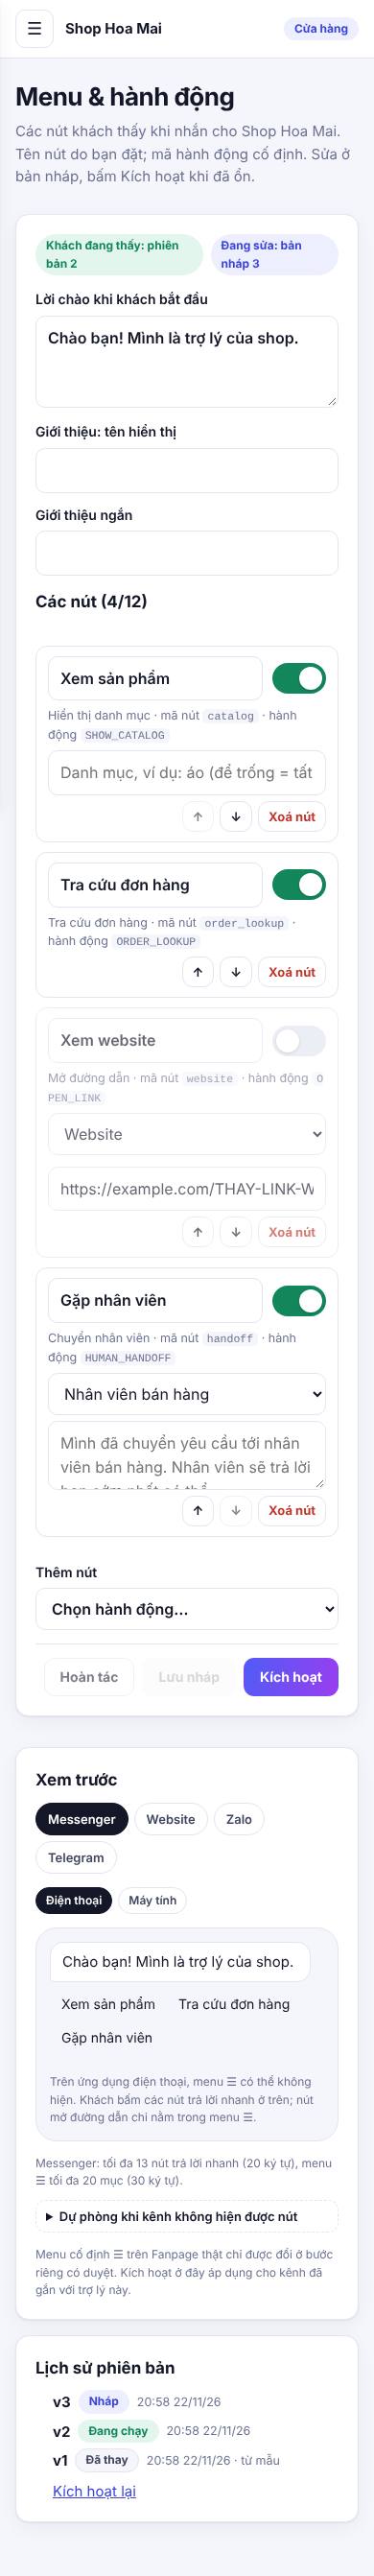 ☰ Shop Hoa Mai Cửa hàng
Menu & hành động
Các nút khách thấy khi nhắn cho Shop Hoa Mai.
Tên nút do bạn đặt; mã hành động cố định. Sửa ở
bản nháp, bấm Kích hoạt khi đã ổn.
Khách đang thấy: phiên
bản 2
Đang sửa: bản
nháp 3
Lời chào khi khách bắt đầu
Chào bạn! Mình là trợ lý của shop.
Giới thiệu: tên hiển thị
Giới thiệu ngắn
Các nút (4/12)
Xem sản phẩm
Hiển thị danh mục · mã nút catalog · hành
động SHOW_CATALOG
Danh mục, ví dụ: áo (để trống = tất
↑ ↓ Xoá nút
Tra cứu đơn hàng
Tra cứu đơn hàng · mã nút order_lookup ·
hành động ORDER_LOOKUP
↑ ↓ Xoá nút
Xem website
Mở đường dẫn · mã nút website · hành động O
PEN_LINK
Website
https://example.com/THAY-LINK-W
↑ ↓ Xoá nút
Gặp nhân viên
Chuyển nhân viên · mã nút handoff · hành
động HUMAN_HANDOFF
Nhân viên bán hàng
Mình đã chuyển yêu cầu tới nhân
viên bán hàng. Nhân viên sẽ trả lời
↑ ↓ Xoá nút
Thêm nút
Chọn hành động...
Hoàn tác Lưu nháp Kích hoạt
Xem trước
Messenger Website Zalo
Telegram
Điện thoại Máy tính
Chào bạn! Mình là trợ lý của shop.
Xem sản phẩm Tra cứu đơn hàng
Gặp nhân viên
Trên ứng dụng điện thoại, menu ☰ có thể không
hiện. Khách bấm các nút trả lời nhanh ở trên; nút
mở đường dẫn chỉ nằm trong menu ☰.
Messenger: tối đa 13 nút trả lời nhanh (20 ký tự), menu
☰ tối đa 20 mục (30 ký tự).
▶ Dự phòng khi kênh không hiện được nút
Menu cố định ☰ trên Fanpage thật chỉ được đổi ở bước
riêng có duyệt. Kích hoạt ở đây áp dụng cho kênh đã
gắn với trợ lý này.
Lịch sử phiên bản
v3 Nháp 20:58 22/11/26
v2 Đang chạy 20:58 22/11/26
v1 Đã thay 20:58 22/11/26 · từ mẫu
Kích hoạt lại